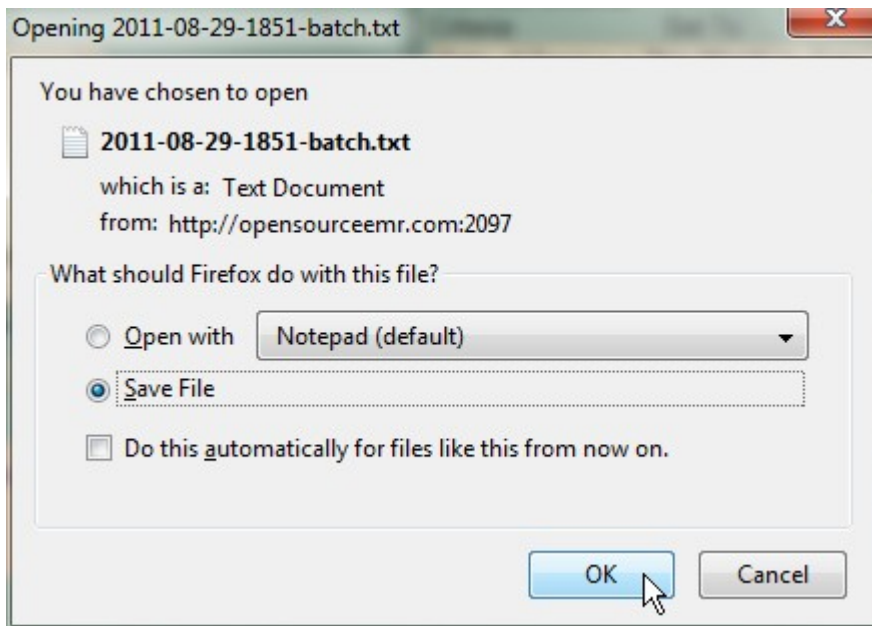 Opening 2011-08-29-1851-batch.txt
You have chosen to open
2011-08-29-1851-batch.txt
which is a: Text Document
from: http://opensourceemr.com:2097
What should Firefox do with this file?
Open with Notepad (default)
Save File
Do this automatically for files like this from now on.
OK Cancel